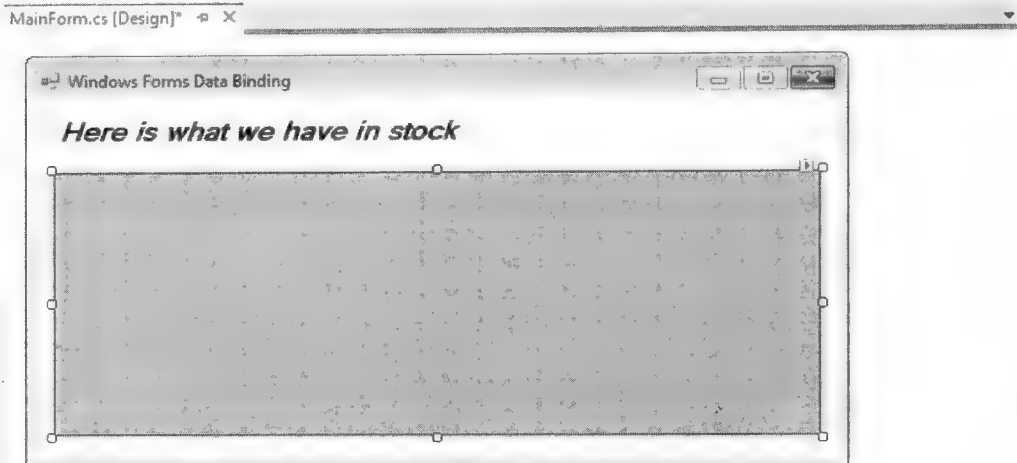 MainForm.cs [Design]*
Windows Forms Data Binding
Here is what we have in stock